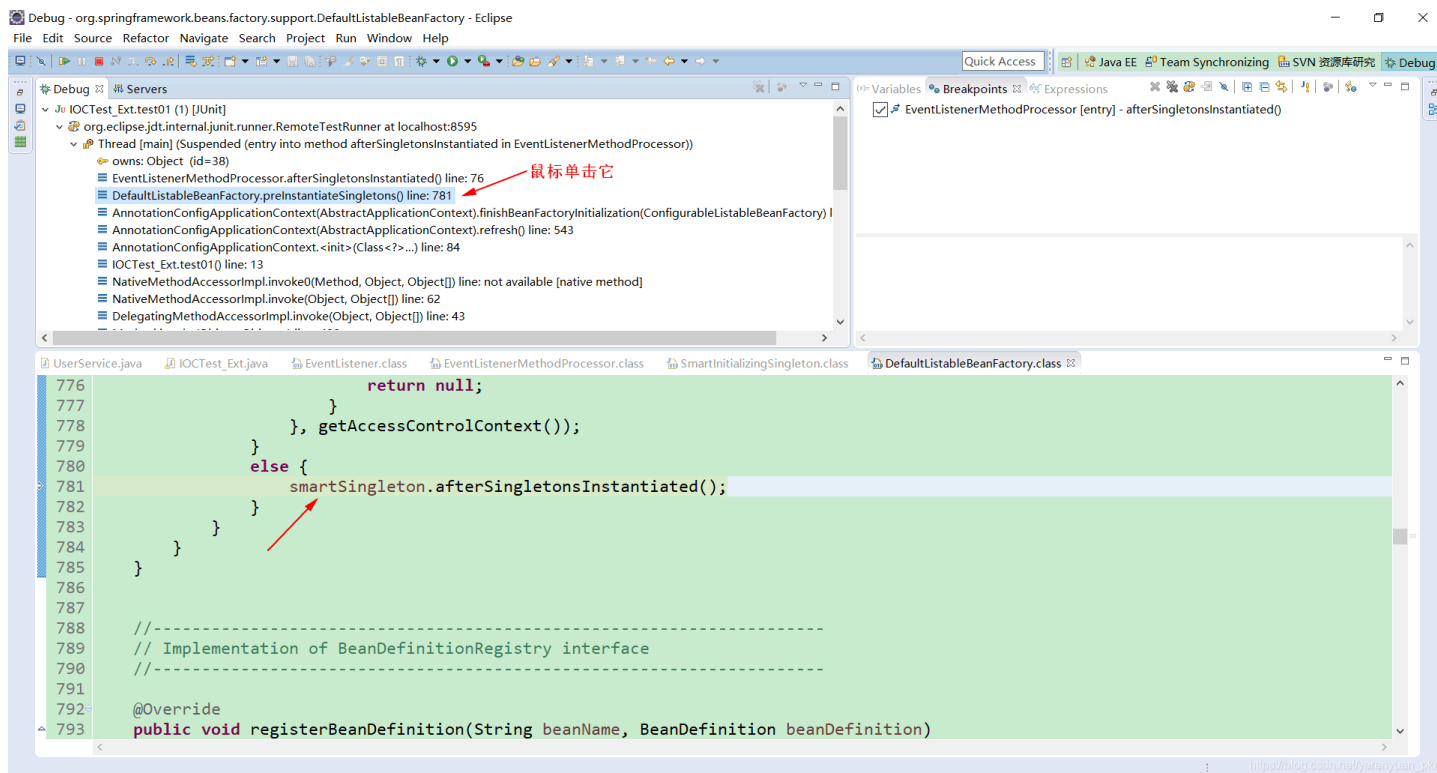 Debug - org.springframework.beans.factory.support.DefaultListableBeanFactory - Eclipse
File Edit Source Refactor Navigate Search Project Run Window Help
Quick Access
Java EE
Team Synchronizing
SVN 资源库研究
Debug
Debug
Servers
IOCTest_Ext.test01 (1) [JUnit]
org.eclipse.jdt.internal.junit.runner.RemoteTestRunner at localhost:8595
Thread [main] (Suspended (entry into method afterSingletonsInstantiated in EventListenerMethodProcessor))
owns: Object (id=38)
EventListenerMethodProcessor.afterSingletonsInstantiated() line: 76
DefaultListableBeanFactory.preInstantiateSingletons() line: 781
鼠标单击它
AnnotationConfigApplicationContext(AbstractApplicationContext).finishBeanFactoryInitialization(ConfigurableListableBeanFactory) l
AnnotationConfigApplicationContext(AbstractApplicationContext).refresh() line: 543
AnnotationConfigApplicationContext.<init>(Class<?>...) line: 84
IOCTest_Ext.test01() line: 13
NativeMethodAccessorImpl.invoke0(Method, Object, Object[]) line: not available [native method]
NativeMethodAccessorImpl.invoke(Object, Object[]) line: 62
DelegatingMethodAccessorImpl.invoke(Object, Object[]) line: 43
Variables
Breakpoints
Expressions
EventListenerMethodProcessor [entry] - afterSingletonsInstantiated()
UserService.java
IOCTest_Ext.java
EventListener.class
EventListenerMethodProcessor.class
SmartInitializingSingleton.class
DefaultListableBeanFactory.class
776 return null;
777 }
778 }, getAccessControlContext());
779 }
780 else {
781 smartSingleton.afterSingletonsInstantiated();
782 }
783 }
784 }
785 }
786
787
788 //---------------------------------------------------------------------
789 // Implementation of BeanDefinitionRegistry interface
790 //---------------------------------------------------------------------
791
792 @Override
793 public void registerBeanDefinition(String beanName, BeanDefinition beanDefinition)